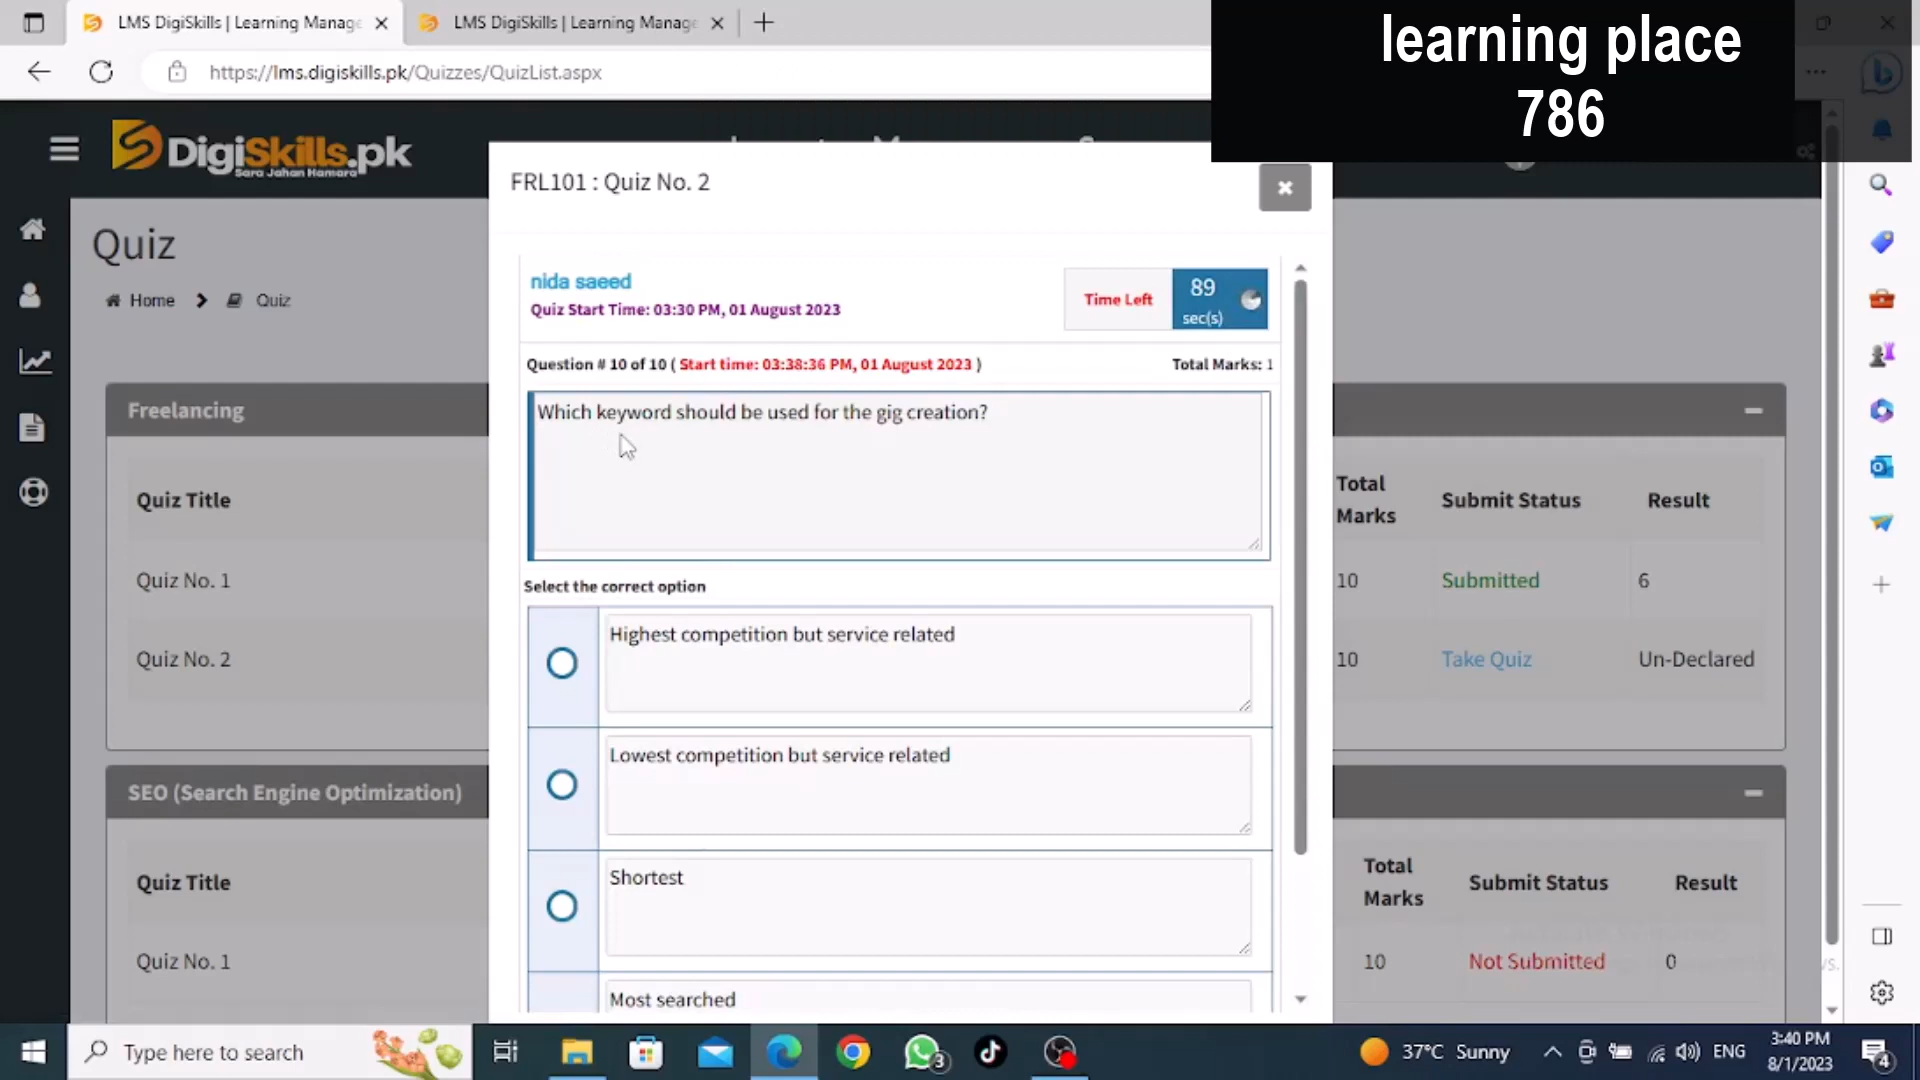 LMS DigiSkills | Learning Manage
LMS DigiSkills | Learning Manage
learning place
786
https://lms.digiskills.pk/Quizzes/QuizList.aspx
DigiSkills.pk
Sara Jahan Hamara
FRL101 : Quiz No. 2
Quiz
Home
Quiz
nida saeed
Quiz Start Time: 03:30 PM, 01 August 2023
Time Left
89
sec(s)
Question # 10 of 10 ( Start time: 03:38:36 PM, 01 August 2023 )
Total Marks: 1
Which keyword should be used for the gig creation?
Select the correct option
Highest competition but service related
Lowest competition but service related
Shortest
Most searched
Freelancing
Quiz Title
Total
Marks
Submit Status
Result
Quiz No. 1
10
Submitted
6
Quiz No. 2
10
Take Quiz
Un-Declared
SEO (Search Engine Optimization)
Quiz Title
Total
Marks
Submit Status
Result
Quiz No. 1
10
Not Submitted
0
Type here to search
3
37°C Sunny
ENG
3:40 PM
8/1/2023
4